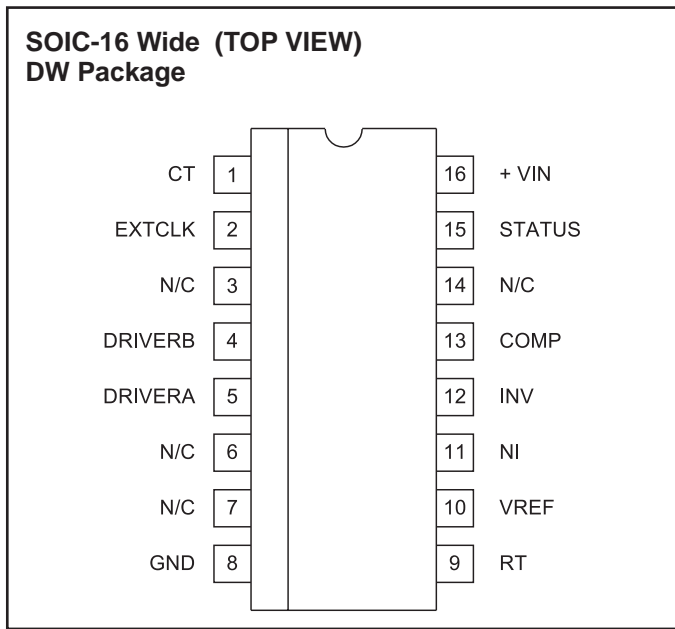 SOIC-16 Wide (TOP VIEW)
DW Package
CT 1 16 + VIN
EXTCLK 2 15 STATUS
N/C 3 14 N/C
DRIVERB 4 13 COMP
DRIVERA 5 12 INV
N/C 6 11 NI
N/C 7 10 VREF
GND 8 9 RT